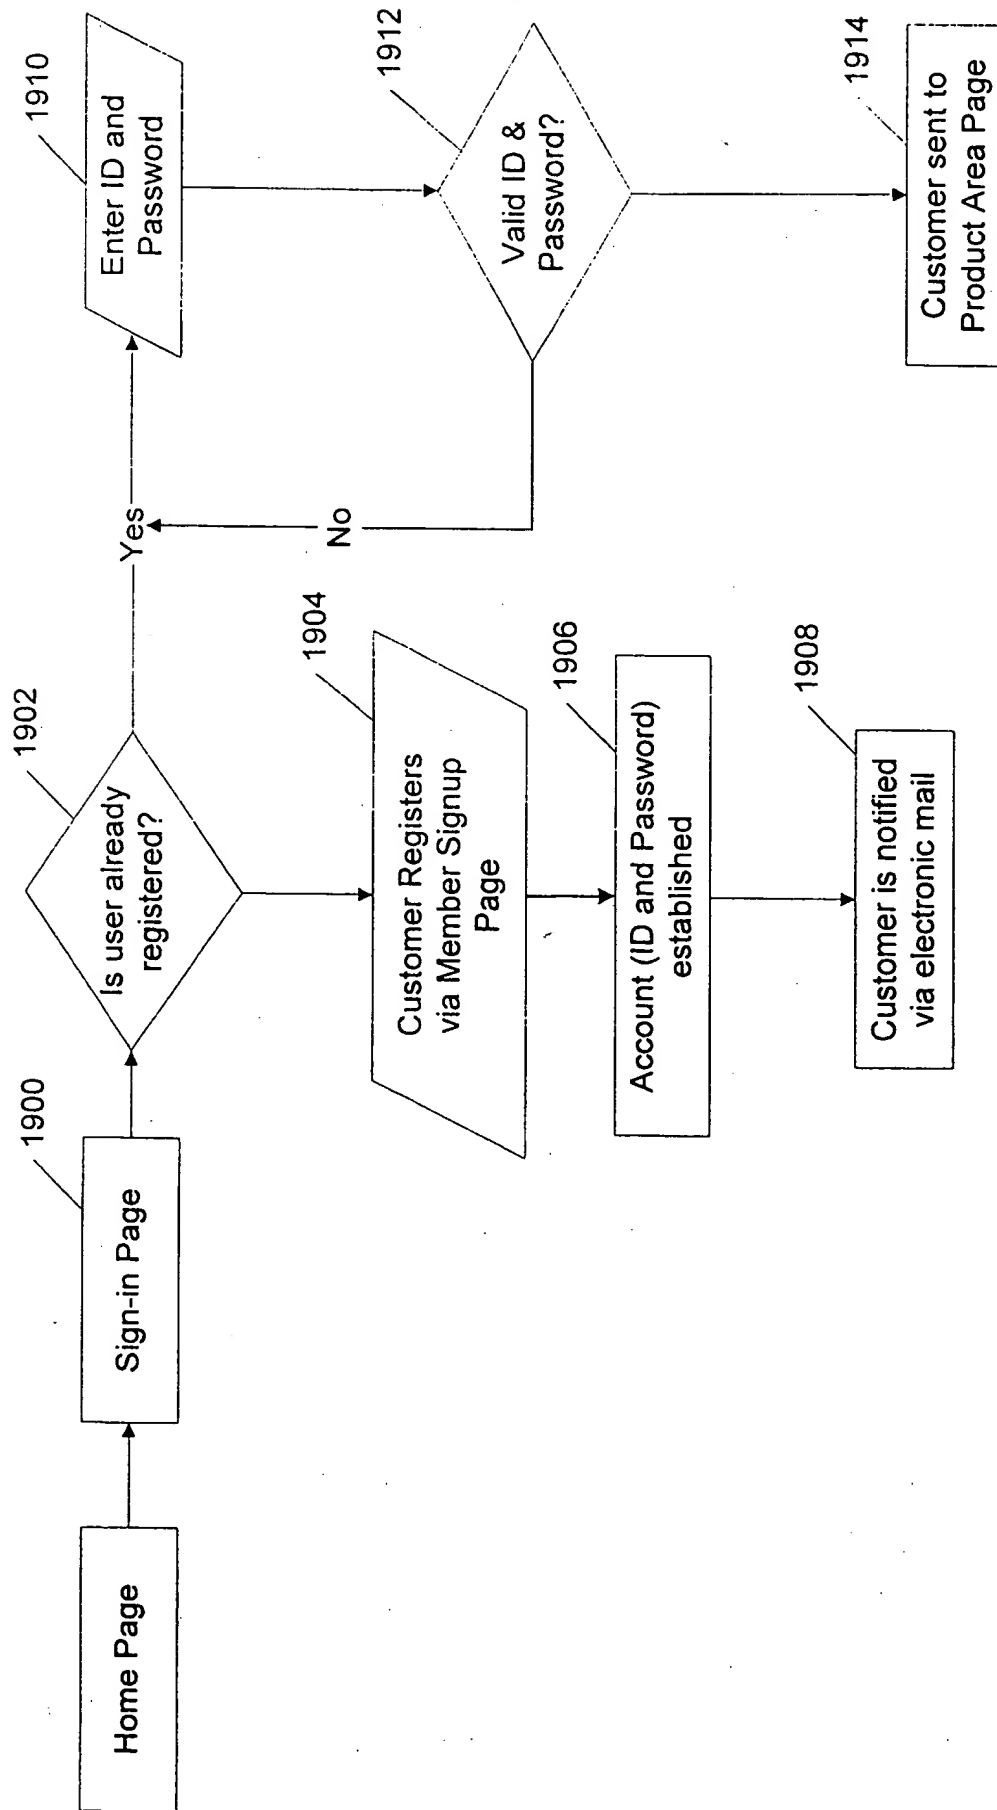 Home Page
1900
Sign-in Page
1902
Is user already
registered?
Yes
1910
Enter ID and
Password
1904
Customer Registers
via Member Signup
Page
No
1912
Valid ID &
Password?
1906
Account (ID and Password)
established
1908
Customer is notified
via electronic mail
1914
Customer sent to
Product Area Page